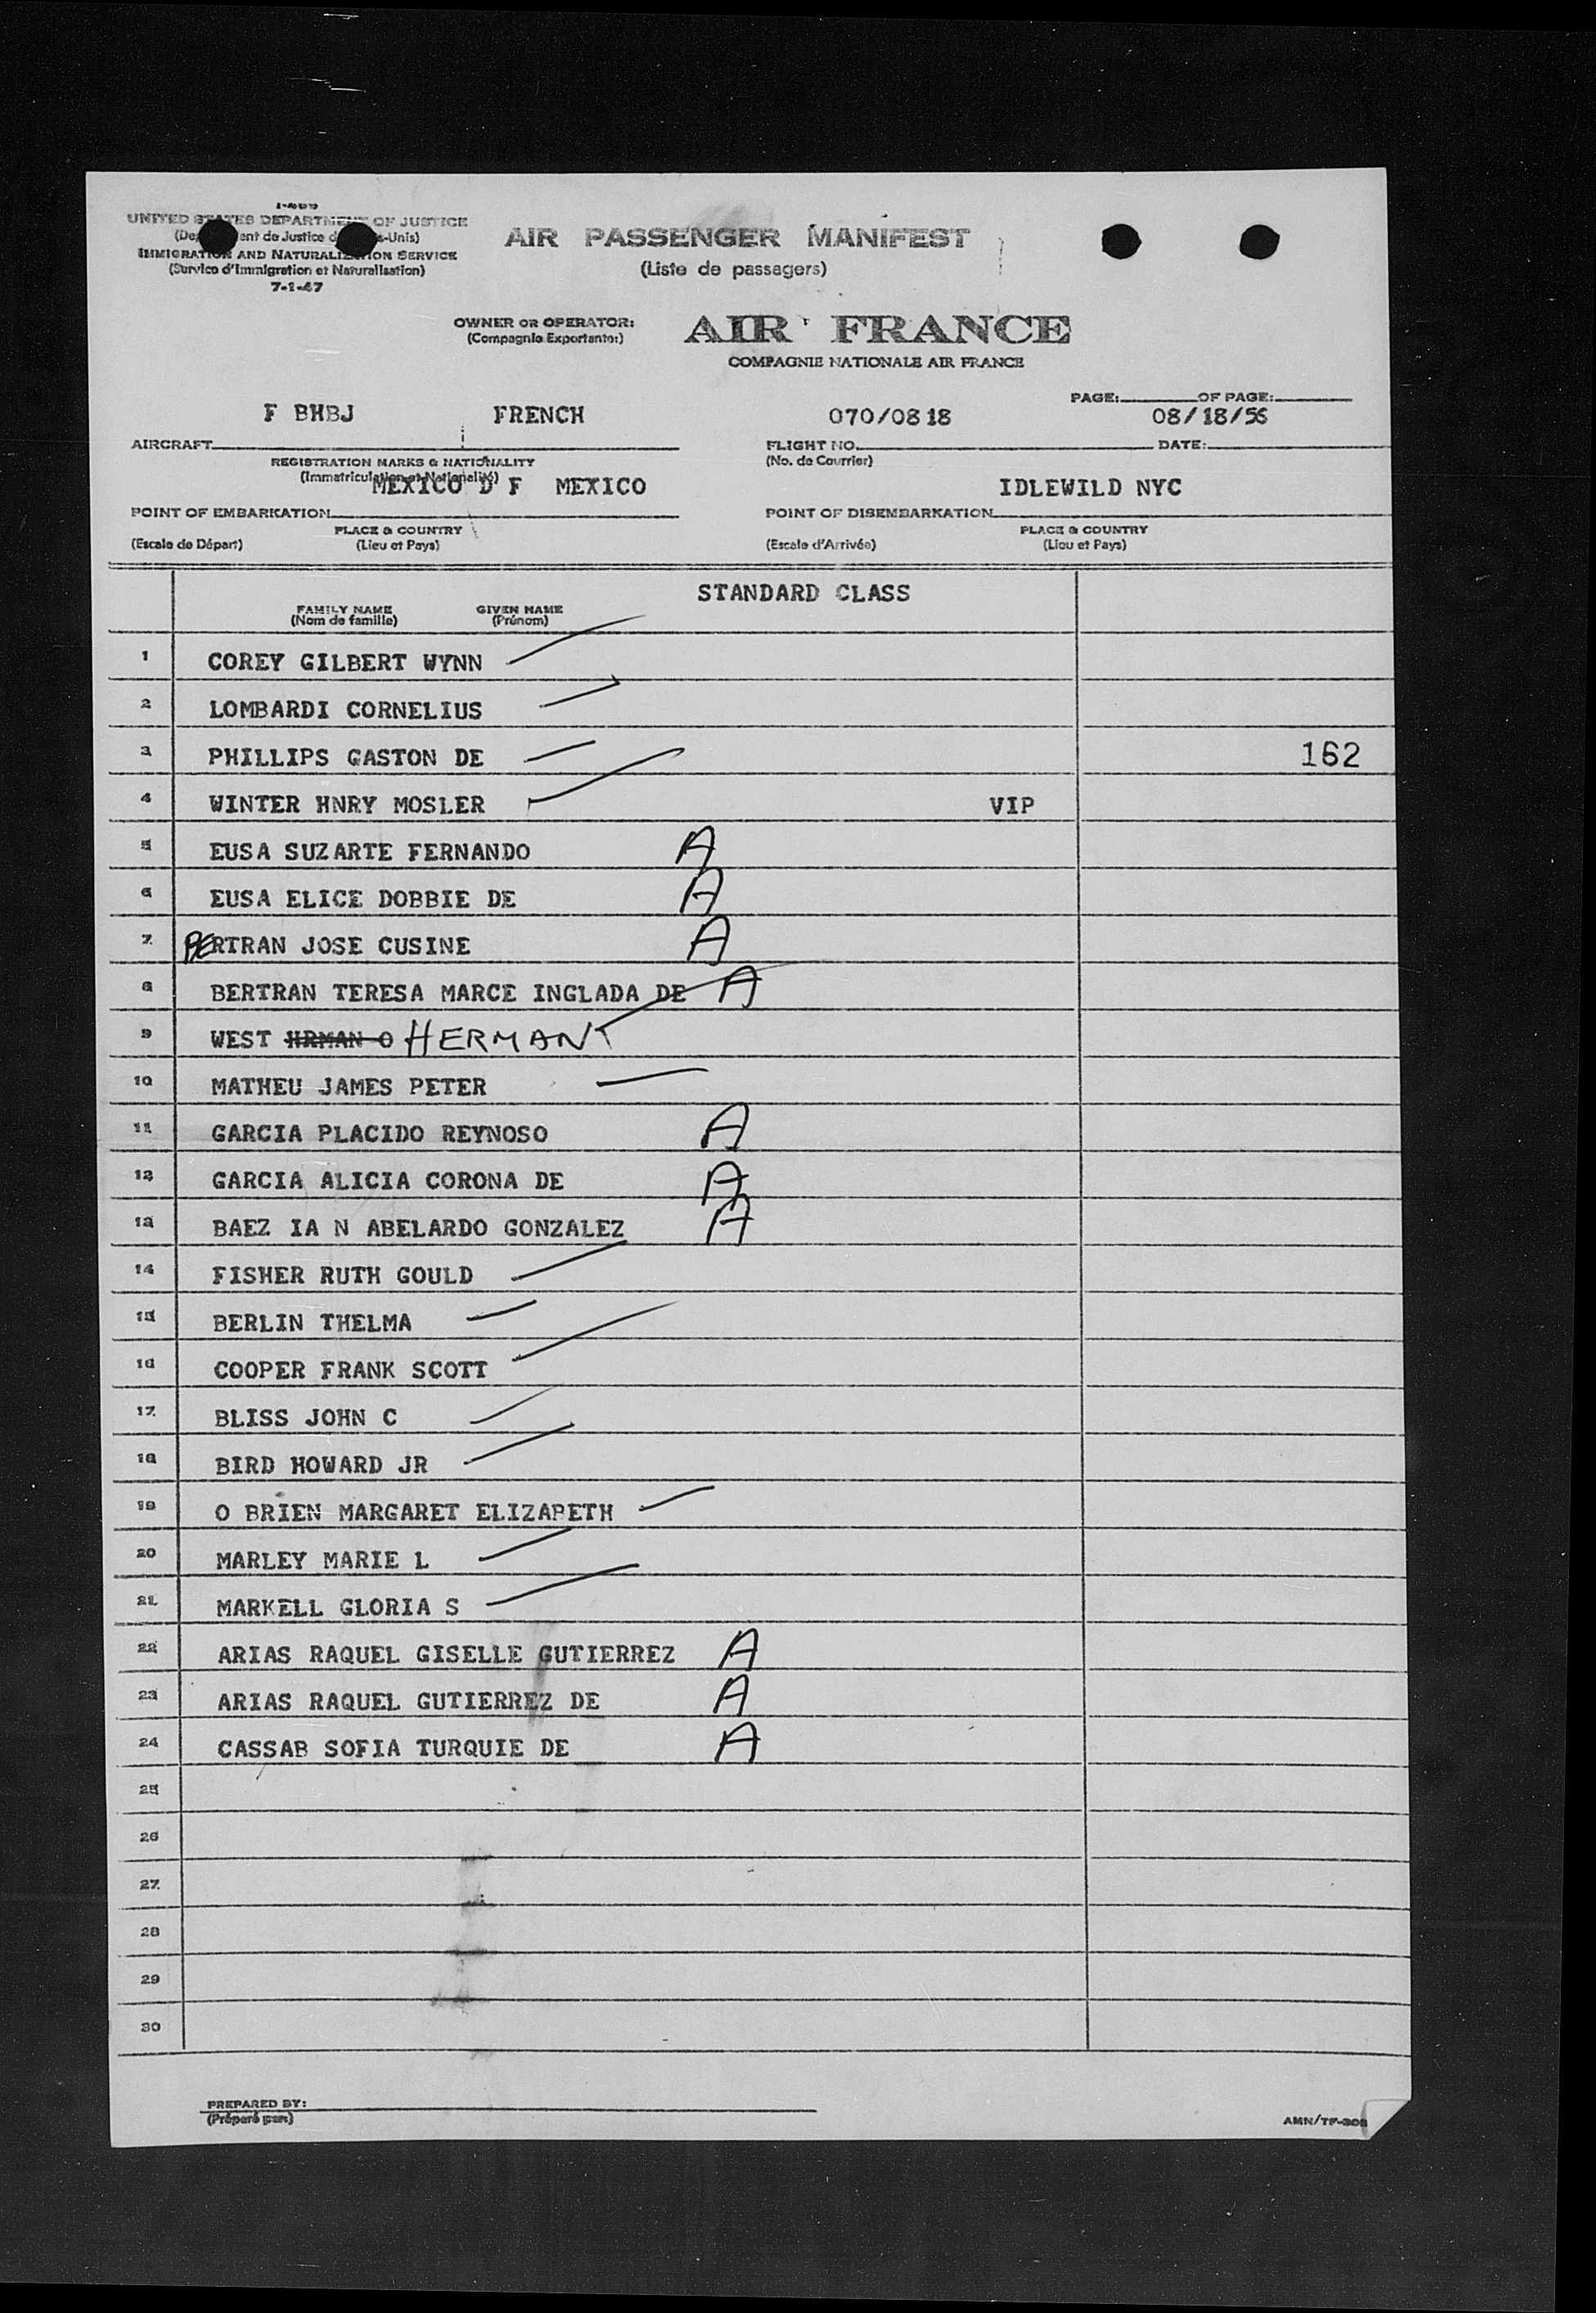 UNITED STATES DEPARTMENT OF JUSTICE
ent de Justice -Unis)
IMMIGRATION AND NATURALIZATION SERVICE
(Service d'Immigration et Naturalisation)
7-1-47
AIR PASSENGER MANIFEST
(Liste de passagers)
OWNER OR OPERATOR: AIR FRANCE
(Compagnie Exportante:)
COMPAGNIE NATIONALE AIR FRANCE
PAGE: OF PAGE:
F BHBJ FRENCH 070/0818 08/18/56
AIRCRAFT FLIGHT NO. DATE:
REGISTRATION MARKS & NATIONALITY (No. de Courrier)
(Immatriculation et Nationalité)
MEXICO D F MEXICO IDLEWILD NYC
POINT OF EMBARKATION POINT OF DISEMBARKATION
PLACE & COUNTRY PLACE & COUNTRY
(Escale de Départ) (Lieu et Pays) (Escale d'Arrivée) (Lieu et Pays)
STANDARD CLASS
FAMILY NAME GIVEN NAME
(Nom de famille) (Prénom)
1 COREY GILBERT WYNN
2 LOMBARDI CORNELIUS
3 PHILLIPS GASTON DE 162
4 WINTER HNRY MOSLER VIP
5 EUSA SUZARTE FERNANDO A
6 EUSA ELICE DOBBIE DE A
7 BERTRAN JOSE CUSINE A
8 BERTRAN TERESA MARCE INGLADA DE A
9 WEST HRMAN O HERMAN
10 MATHEU JAMES PETER
11 GARCIA PLACIDO REYNOSO A
12 GARCIA ALICIA CORONA DE A
13 BAEZ IA N ABELARDO GONZALEZ A
14 FISHER RUTH GOULD
15 BERLIN THELMA
16 COOPER FRANK SCOTT
17 BLISS JOHN C
18 BIRD HOWARD JR
19 O BRIEN MARGARET ELIZABETH
20 MARLEY MARIE L
21 MARKELL GLORIA S
22 ARIAS RAQUEL GISELLE GUTIERREZ A
23 ARIAS RAQUEL GUTIERREZ DE A
24 CASSAB SOFIA TURQUIE DE A
25
26
27
28
29
30
PREPARED BY:
(Préparé par:)